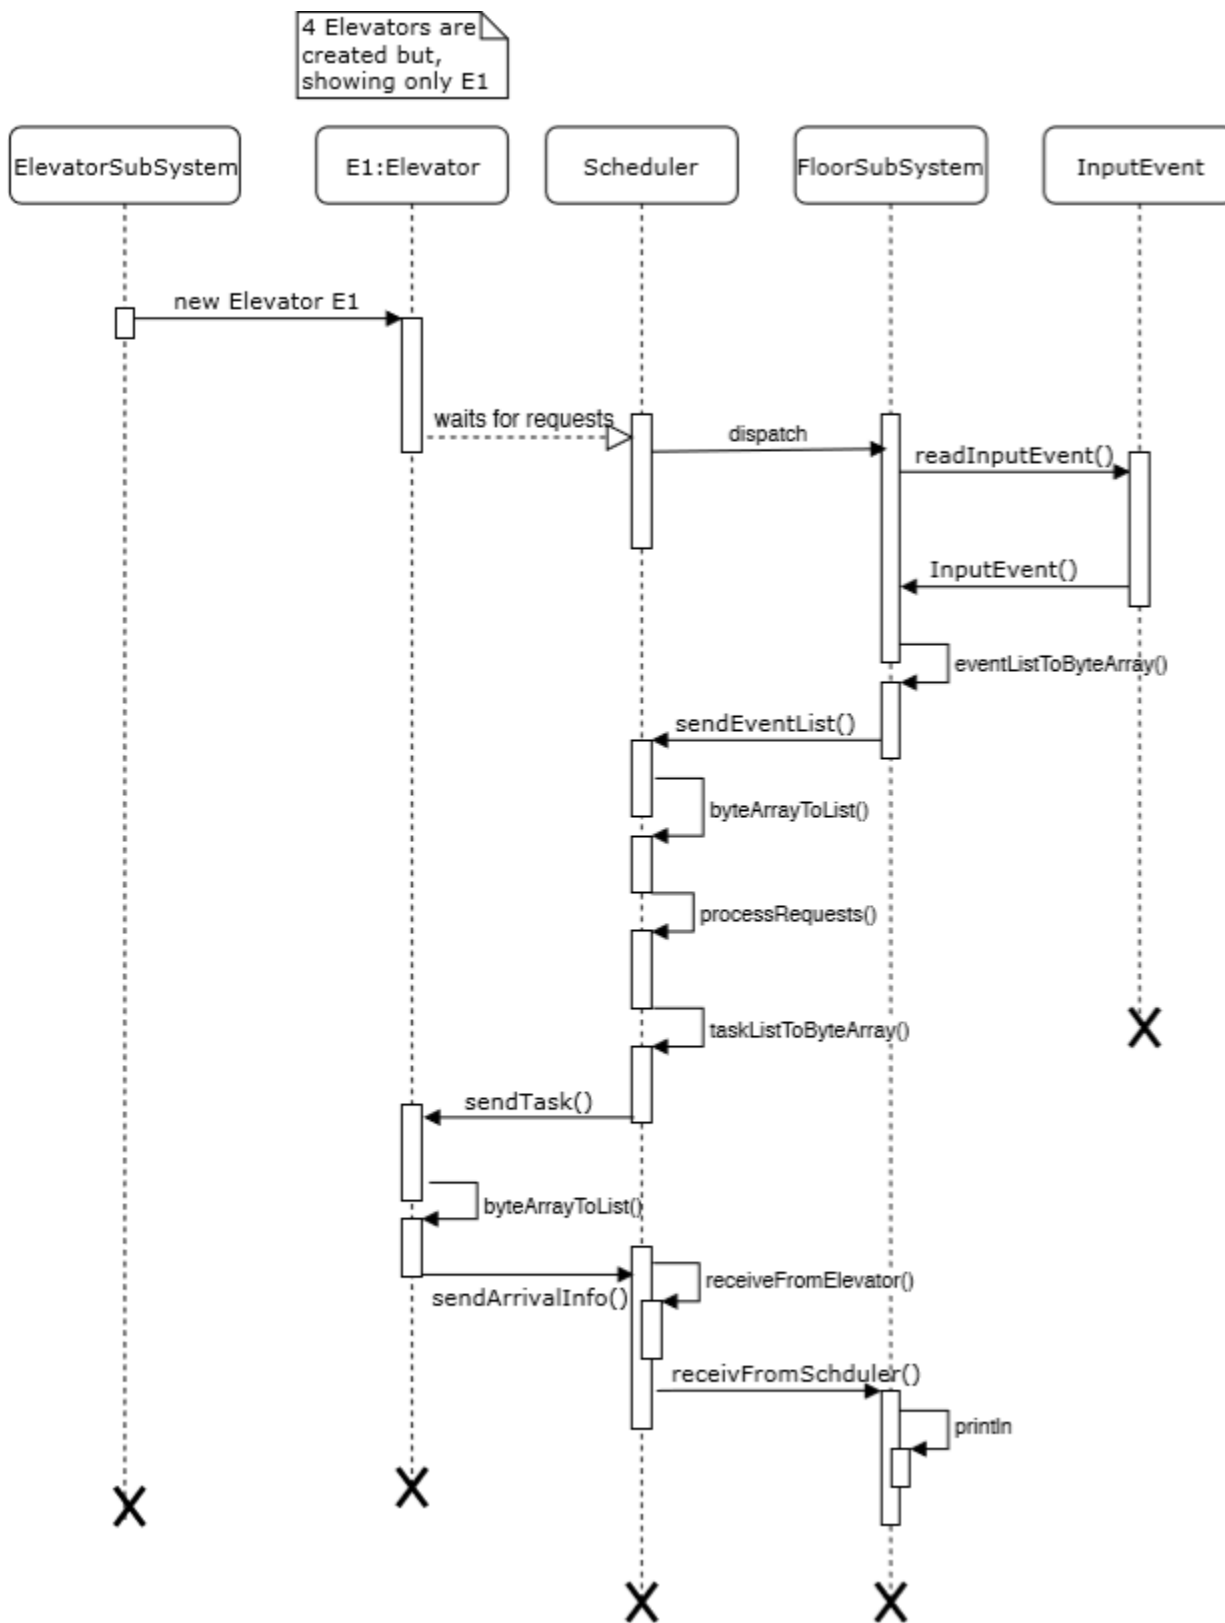 4 Elevators are
created but,
showing only E1
ElevatorSubSystem
E1:Elevator
Scheduler
FloorSubSystem
InputEvent
new Elevator E1
waits for requests
dispatch
readInputEvent()
InputEvent()
eventListToByteArray()
sendEventList()
byteArrayToList()
processRequests()
taskListToByteArray()
sendTask()
byteArrayToList()
receiveFromElevator()
sendArrivalInfo()
receivFromSchduler()
println